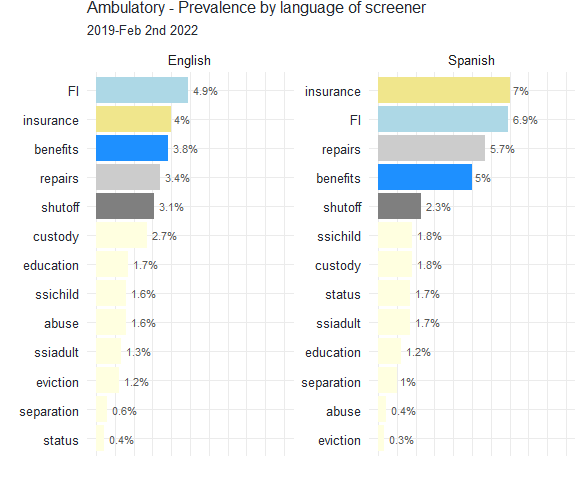 Ambulatory - Prevalence by language of screener
2019-Feb 2nd 2022
English
FI 4.9%
insurance 4%
benefits 3.8%
repairs 3.4%
shutoff 3.1%
custody 2.7%
education 1.7%
ssichild 1.6%
abuse 1.6%
ssiadult 1.3%
eviction 1.2%
separation 0.6%
status 0.4%
Spanish
insurance 7%
FI 6.9%
repairs 5.7%
benefits 5%
shutoff 2.3%
ssichild 1.8%
custody 1.8%
status 1.7%
ssiadult 1.7%
education 1.2%
separation 1%
abuse 0.4%
eviction 0.3%